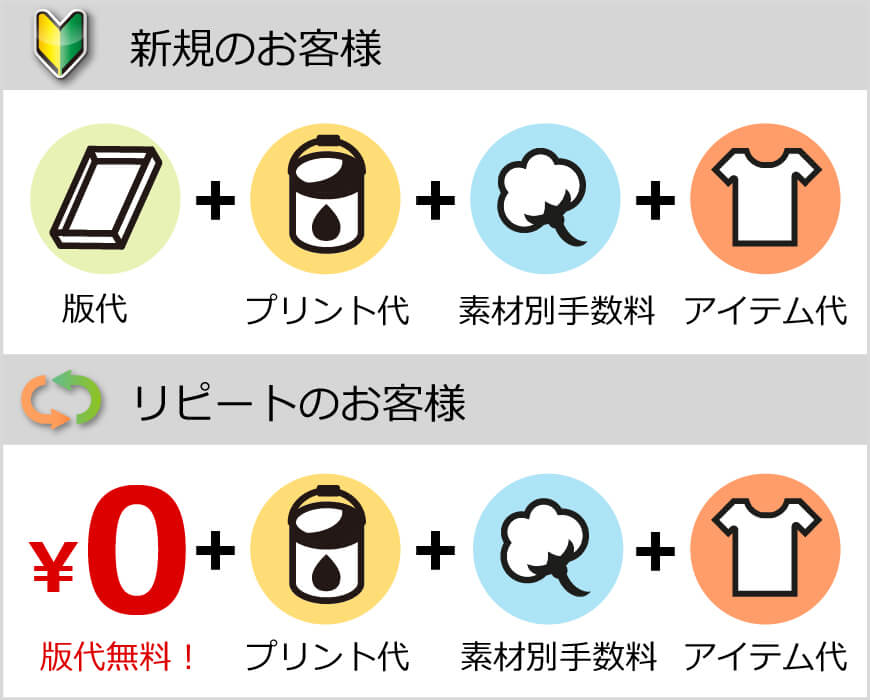 新規のお客様
版代 + プリント代 + 素材別手数料 + アイテム代
リピートのお客様
¥0 + + +
版代無料！ プリント代 素材別手数料 アイテム代